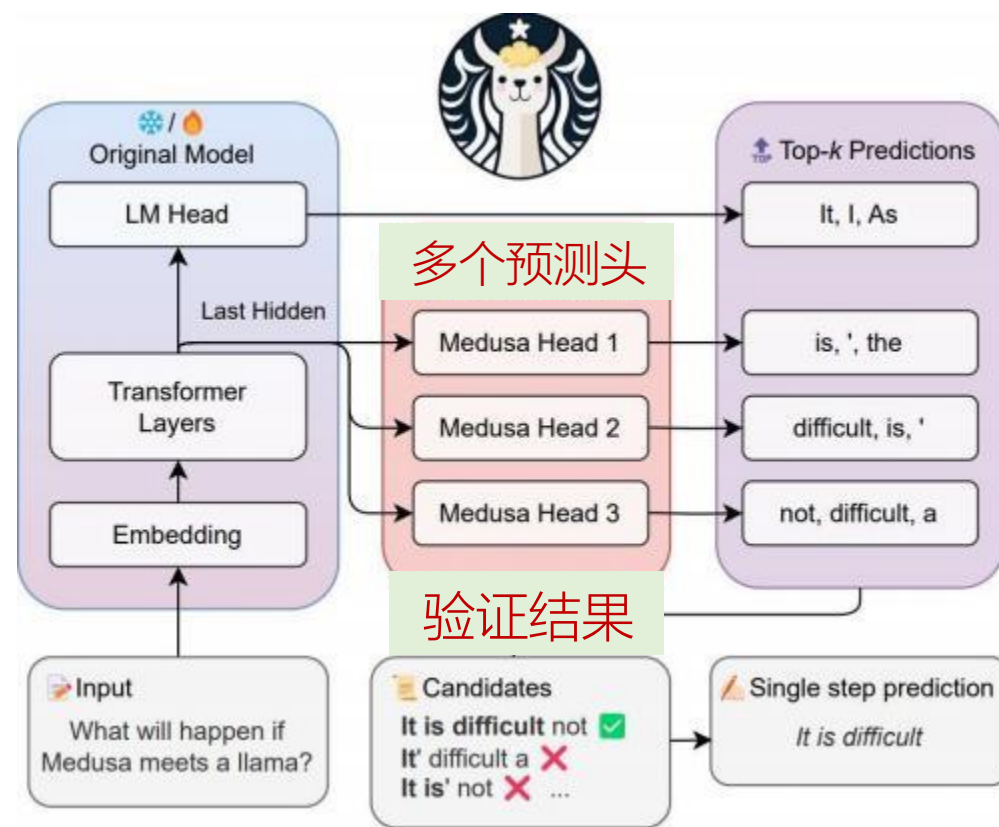 /
Original Model
LM Head
Last Hidden
Transformer
Layers
Embedding
多个预测头
Medusa Head 1
Medusa Head 2
Medusa Head 3
TOP
Top-k Predictions
It, I, As
is, ', the
difficult, is, '
not, difficult, a
验证结果
Input
What will happen if
Medusa meets a llama?
Candidates
It is difficult not
It' difficult a
It is' not ...
Single step prediction
It is difficult